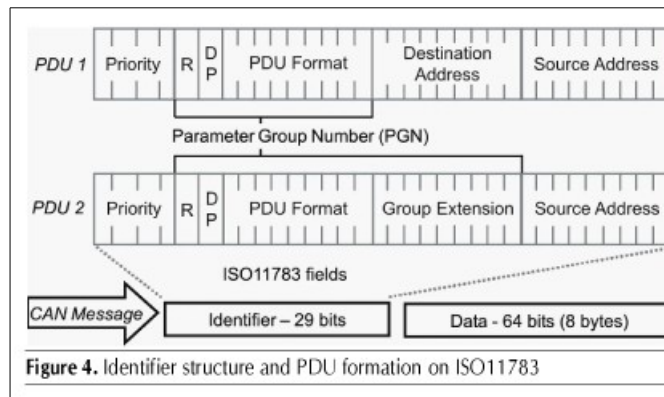 PDU 1 Priority R DP PDU Format Destination Address Source Address
Parameter Group Number (PGN)
PDU 2 Priority R DP PDU Format Group Extension Source Address
ISO11783 fields
CAN Message Identifier – 29 bits Data - 64 bits (8 bytes)
Figure 4. Identifier structure and PDU formation on ISO11783